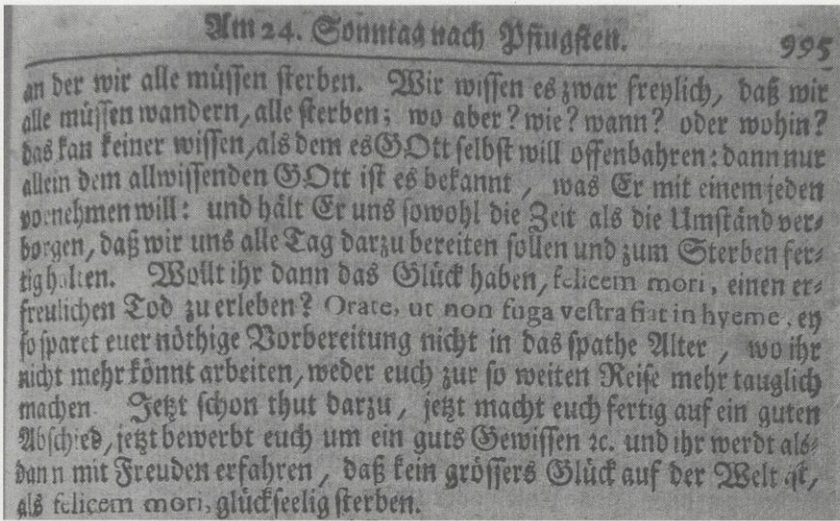 Am 24. Sonntag nach Pfingsten. 995
an der wir alle müssen sterben. Wir wissen es zwar freylich, daß wir
alle müssen wandern, alle sterben; wo aber? wie? wann? oder wohin?
das kan keiner wissen, als dem es GOtt selbst will offenbahren: dann nur
allein dem allwissenden GOtt ist es bekannt, was Er mit einem jeden
vornehmen will: und hält Er uns sowohl die Zeit als die Umständ ver-
borgen, daß wir uns alle Tag darzu bereiten sollen und zum Sterben fer-
tig halten. Wollt ihr dann das Glück haben, felicem mori, einen er-
freulichen Tod zu erleben? Orate, ut non fuga vestra fiat in hyeme, ey
so sparet euer nöthige Vorbereitung nicht in das spathe Alter, wo ihr
nicht mehr könnt arbeiten, weder euch zur so weiten Reise mehr tauglich
machen. Jetzt schon thut darzu, jetzt macht euch fertig auf ein guten
Abschied, jetzt bewerbt euch um ein guts Gewissen ꝛc. und ihr werdt als-
dann mit Freuden erfahren, daß kein grössers Glück auf der Welt ist,
als felicem mori, glückseelig sterben.